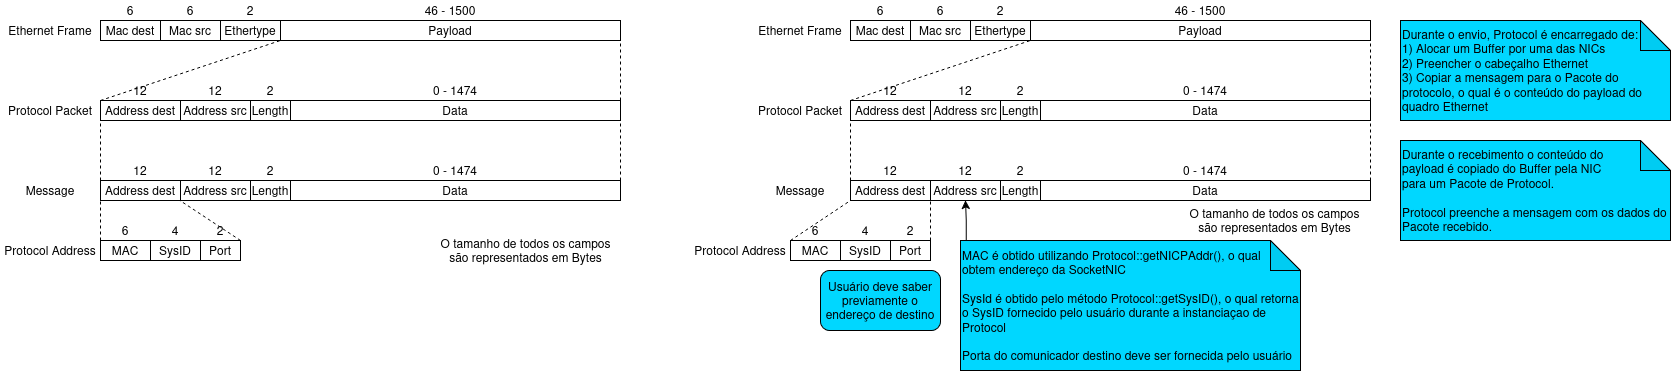 6 6 2 46 - 1500
Ethernet Frame Mac dest Mac src Ethertype Payload
12 12 2 0 - 1474
Protocol Packet Address dest Address src Length Data
12 12 2 0 - 1474
Message Address dest Address src Length Data
6 4 2
Protocol Address MAC SysID Port
O tamanho de todos os campos
são representados em Bytes
6 6 2 46 - 1500
Ethernet Frame Mac dest Mac src Ethertype Payload
12 12 2 0 - 1474
Protocol Packet Address dest Address src Length Data
12 12 2 0 - 1474
Message Address dest Address src Length Data
O tamanho de todos os campos
são representados em Bytes
6 4 2
Protocol Address MAC SysID Port
Usuário deve saber
previamente o
endereço de destino
MAC é obtido utilizando Protocol::getNICPAddr(), o qual
obtem endereço da SocketNIC
SysId é obtido pelo método Protocol::getSysID(), o qual retorna
o SysID fornecido pelo usuário durante a instanciaçao de
Protocol
Porta do comunicador destino deve ser fornecida pelo usuário
Durante o envio, Protocol é encarregado de:
1) Alocar um Buffer por uma das NICs
2) Preencher o cabeçalho Ethernet
3) Copiar a mensagem para o Pacote do
protocolo, o qual é o conteúdo do payload do
quadro Ethernet
Durante o recebimento o conteúdo do
payload é copiado do Buffer pela NIC
para um Pacote de Protocol.
Protocol preenche a mensagem com os dados do
Pacote recebido.